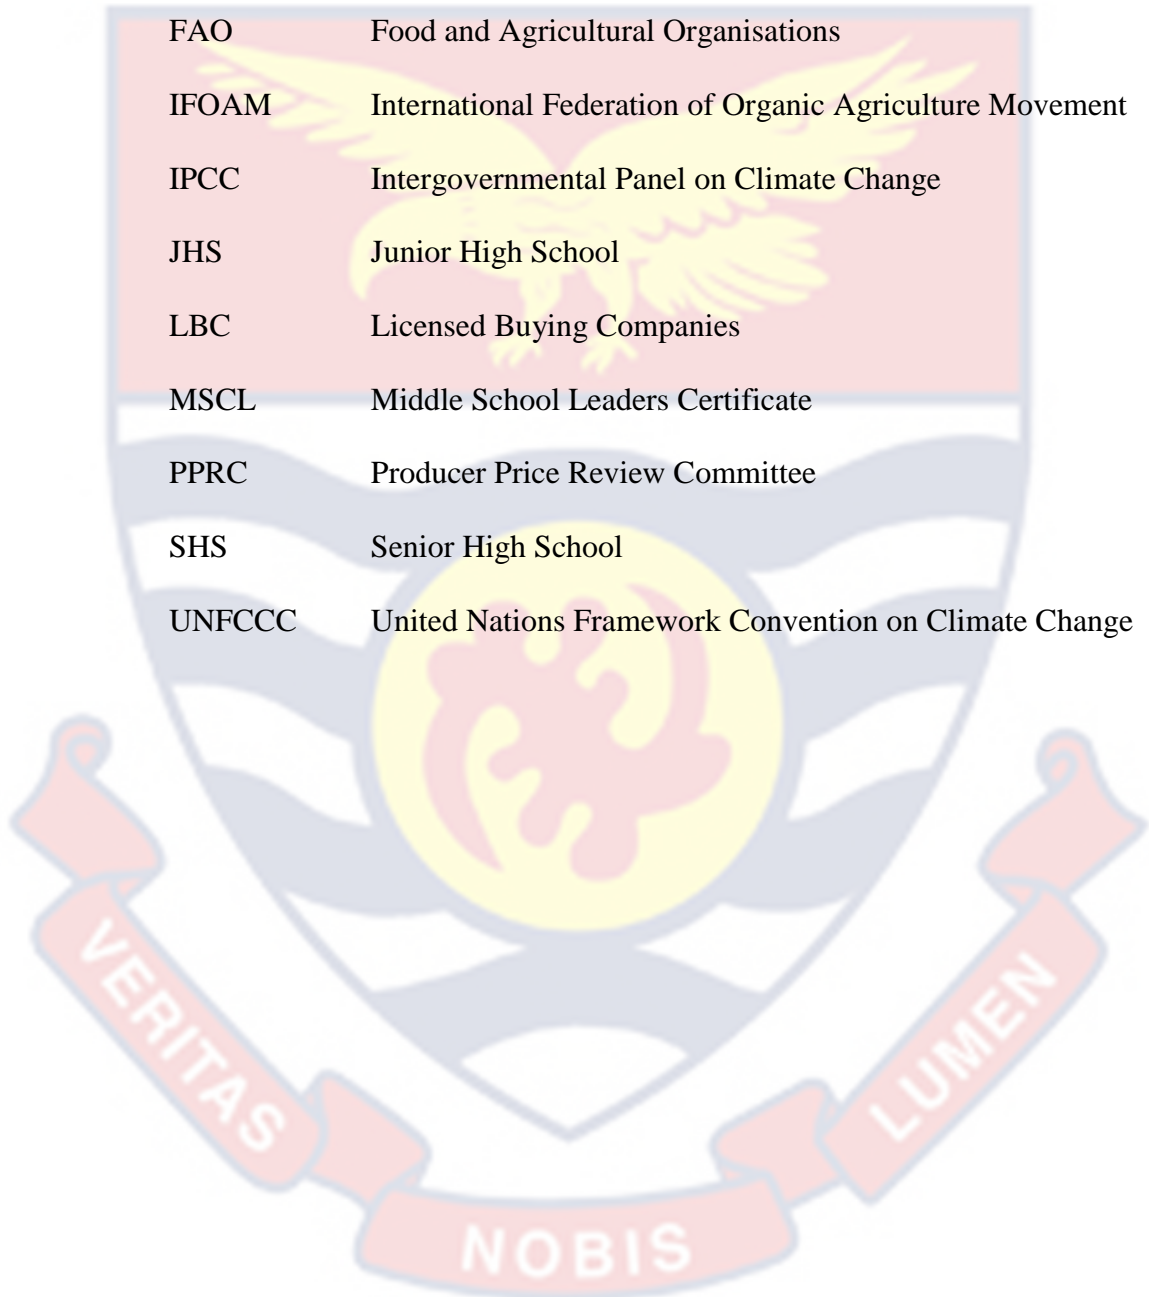 FAO Food and Agricultural Organisations
IFOAM International Federation of Organic Agriculture Movement
IPCC Intergovernmental Panel on Climate Change
JHS Junior High School
LBC Licensed Buying Companies
MSCL Middle School Leaders Certificate
PPRC Producer Price Review Committee
SHS Senior High School
UNFCCC United Nations Framework Convention on Climate Change
VERITAS
NOBIS
LUMEN